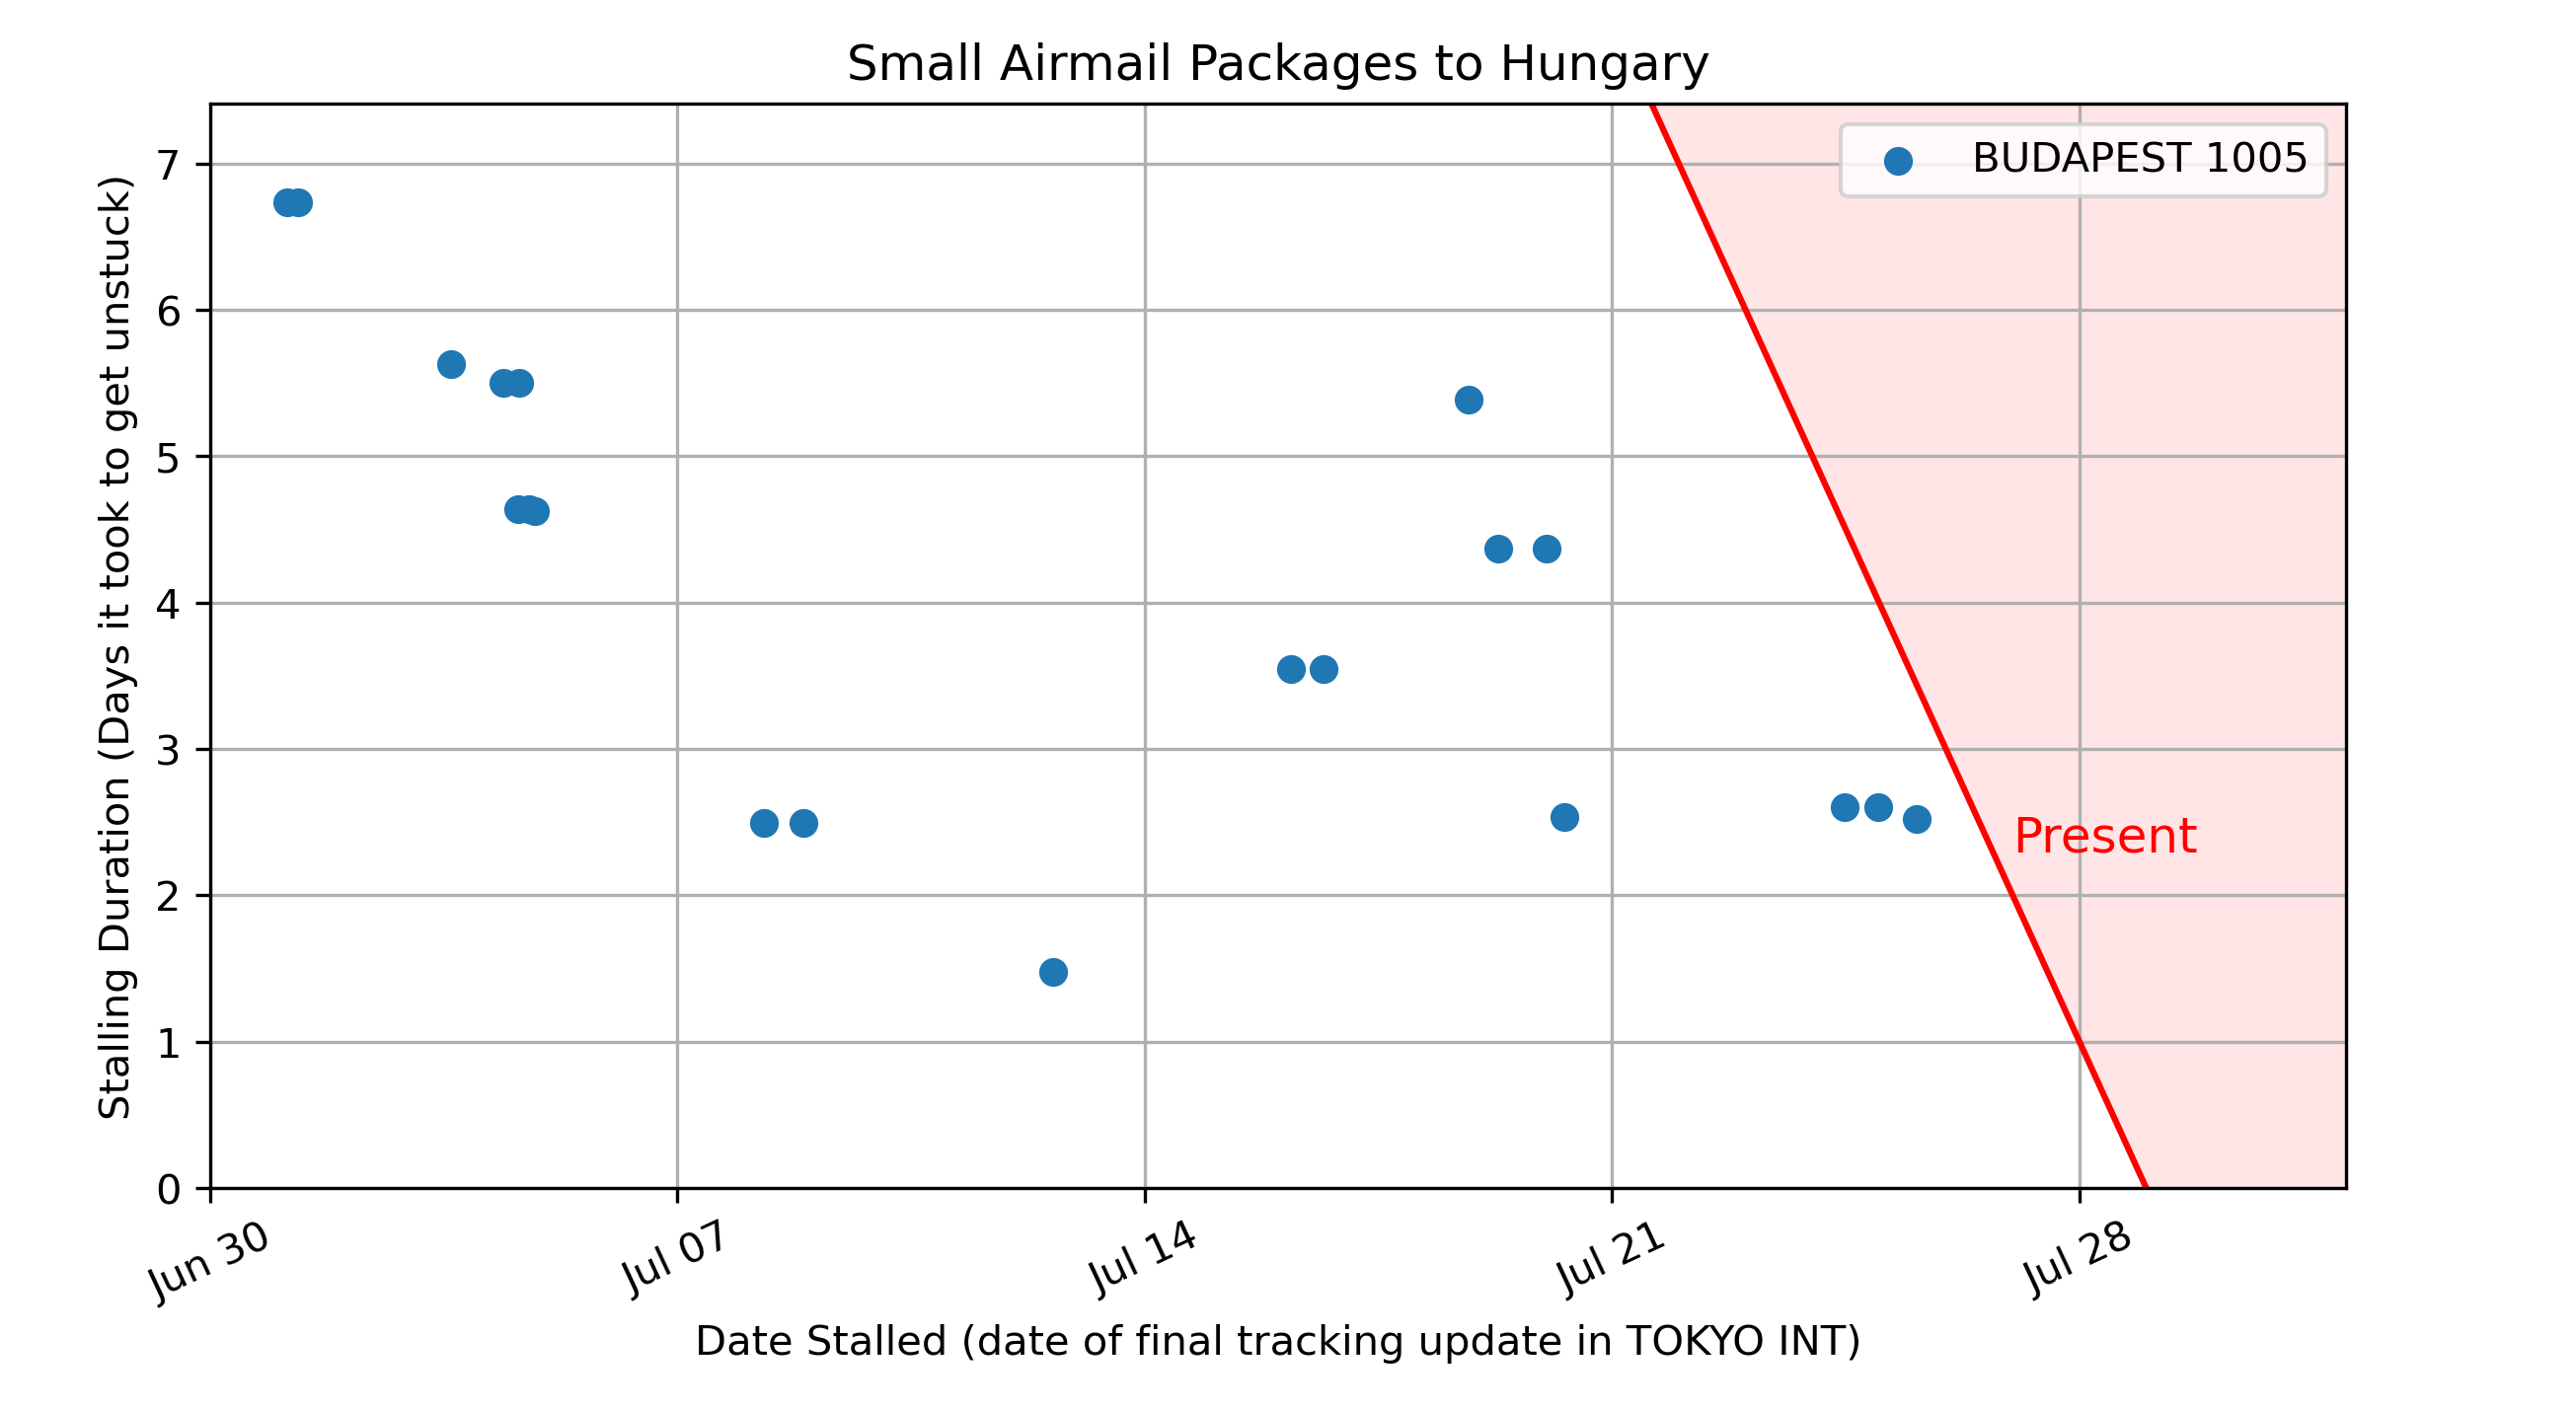 Small Airmail Packages to Hungary
BUDAPEST 1005
Stalling Duration (Days it took to get unstuck)
7
6
5
4
3
2
1
0
Present
Jun 30
Jul 07
Jul 14
Jul 21
Jul 28
Date Stalled (date of final tracking update in TOKYO INT)